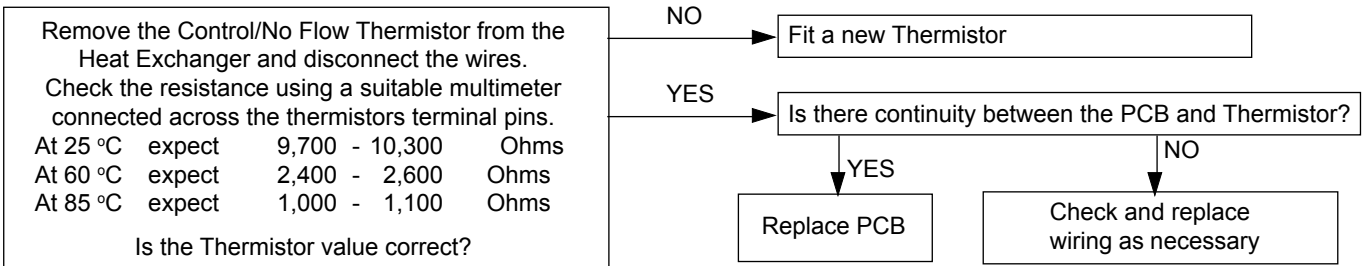 Remove the Control/No Flow Thermistor from the
Heat Exchanger and disconnect the wires.
Check the resistance using a suitable multimeter
connected across the thermistors terminal pins.
At 25 °C expect 9,700 - 10,300 Ohms
At 60 °C expect 2,400 - 2,600 Ohms
At 85 °C expect 1,000 - 1,100 Ohms
Is the Thermistor value correct?
NO
Fit a new Thermistor
YES
Is there continuity between the PCB and Thermistor?
YES
Replace PCB
NO
Check and replace
wiring as necessary